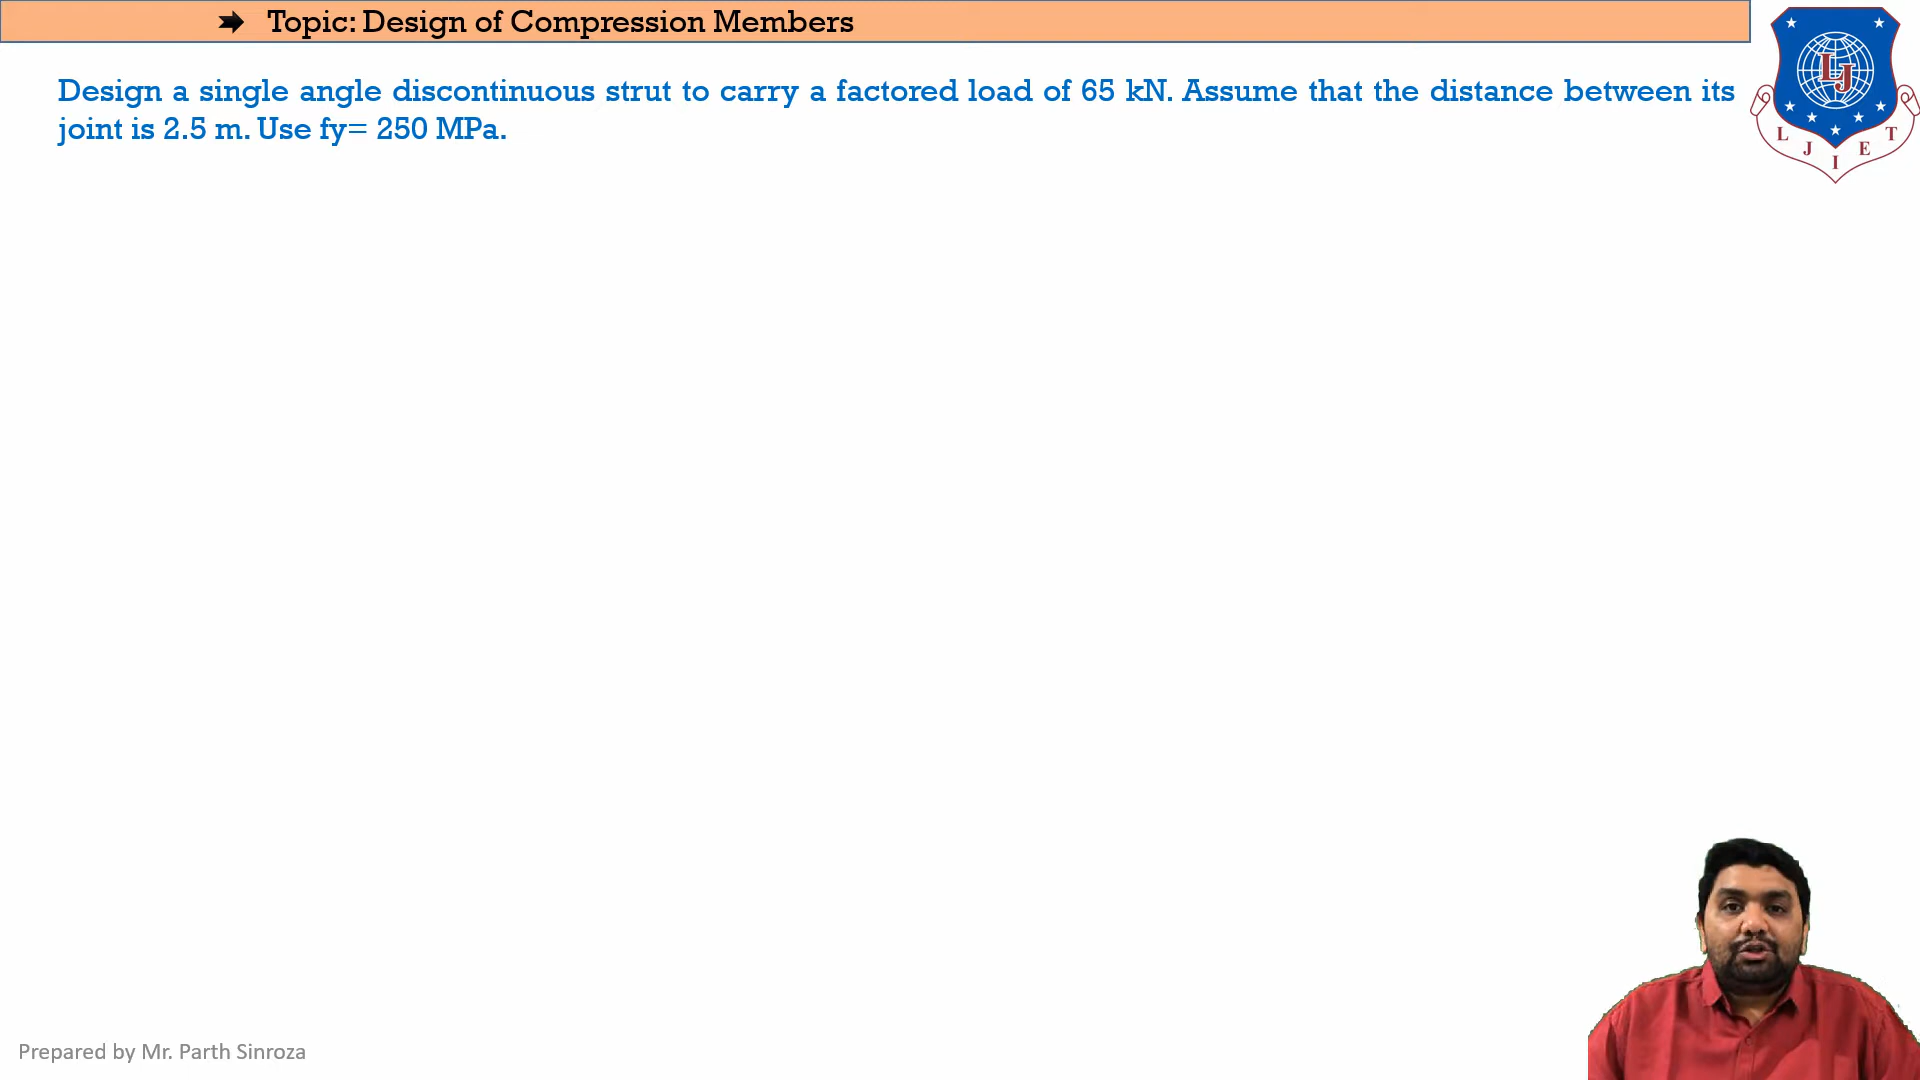 Topic: Design of Compression Members
Design a single angle discontinuous strut to carry a factored load of 65 kN. Assume that the distance between its
joint is 2.5 m. Use fy= 250 MPa.
LJ
L J I E T
Prepared by Mr. Parth Sinroza